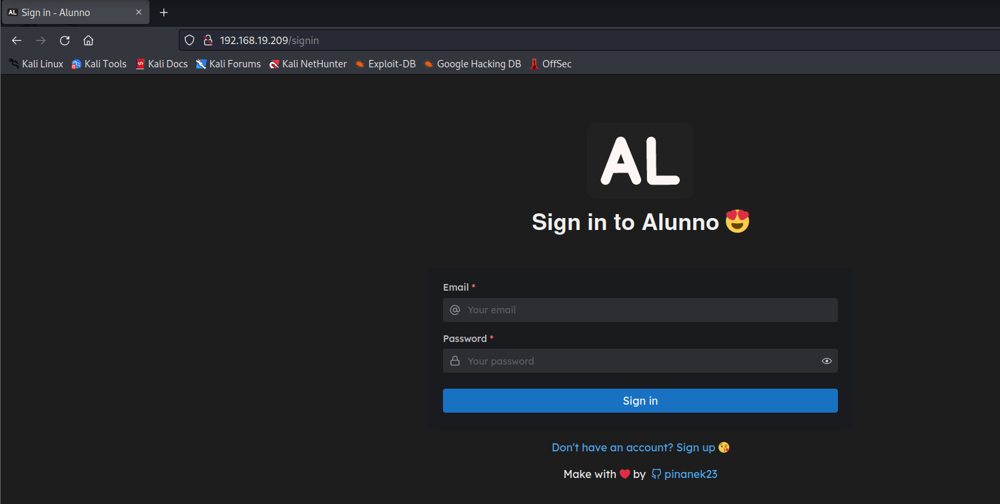 AL Sign in - Alunno
192.168.19.209/signin
Kali Linux Kali Tools Kali Docs Kali Forums Kali NetHunter Exploit-DB Google Hacking DB OffSec
AL
Sign in to Alunno 😍
Email *
@ Your email
Password *
Your password
Sign in
Don't have an account? Sign up 😘
Make with ❤️ by pinanek23